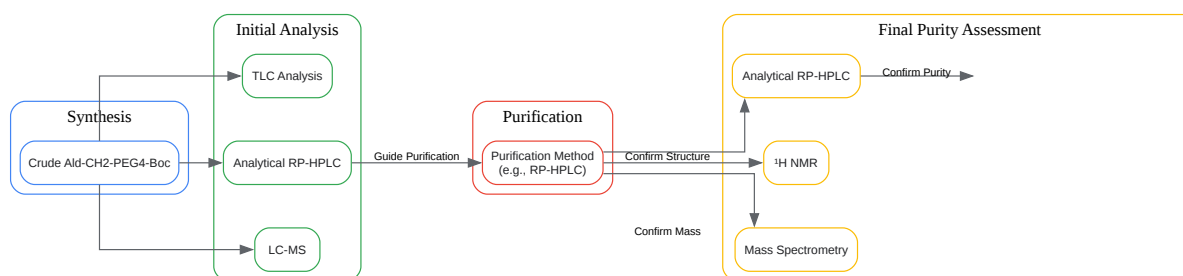 Initial Analysis
Final Purity Assessment
TLC Analysis
Analytical RP-HPLC
Confirm Purity
Synthesis
Purification
Crude Ald-CH2-PEG4-Boc
Analytical RP-HPLC
Guide Purification
Purification Method
(e.g., RP-HPLC)
Confirm Structure
¹H NMR
Confirm Mass
LC-MS
Mass Spectrometry